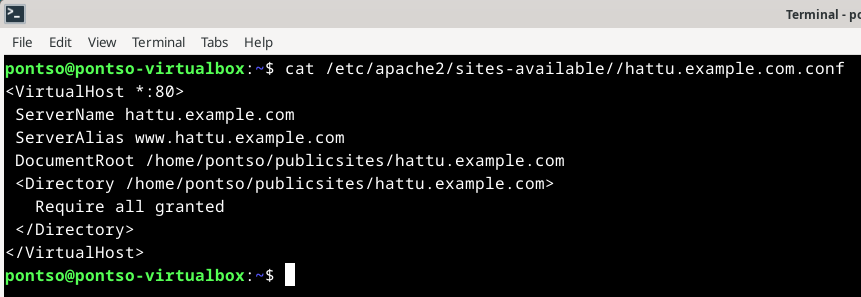 Terminal - po
File Edit View Terminal Tabs Help
pontso@pontso-virtualbox:~$ cat /etc/apache2/sites-available//hattu.example.com.conf
<VirtualHost *:80>
 ServerName hattu.example.com
 ServerAlias www.hattu.example.com
 DocumentRoot /home/pontso/publicsites/hattu.example.com
 <Directory /home/pontso/publicsites/hattu.example.com>
   Require all granted
 </Directory>
</VirtualHost>
pontso@pontso-virtualbox:~$